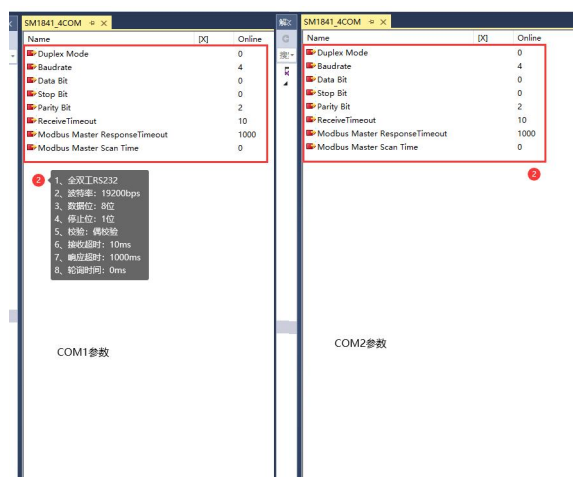 SM1841_4COM
Name [X] Online
Duplex Mode 0
Baudrate 4
Data Bit 0
Stop Bit 0
Parity Bit 2
ReceiveTimeout 10
Modbus Master ResponseTimeout 1000
Modbus Master Scan Time 0
2
1、全双工RS232
2、波特率：19200bps
3、数据位：8位
4、停止位：1位
5、校验：偶校验
6、接收超时：10ms
7、响应超时：1000ms
8、轮询时间：0ms
COM1参数
解
搜
SM1841_4COM
Name [X] Online
Duplex Mode 0
Baudrate 4
Data Bit 0
Stop Bit 0
Parity Bit 2
ReceiveTimeout 10
Modbus Master ResponseTimeout 1000
Modbus Master Scan Time 0
2
COM2参数